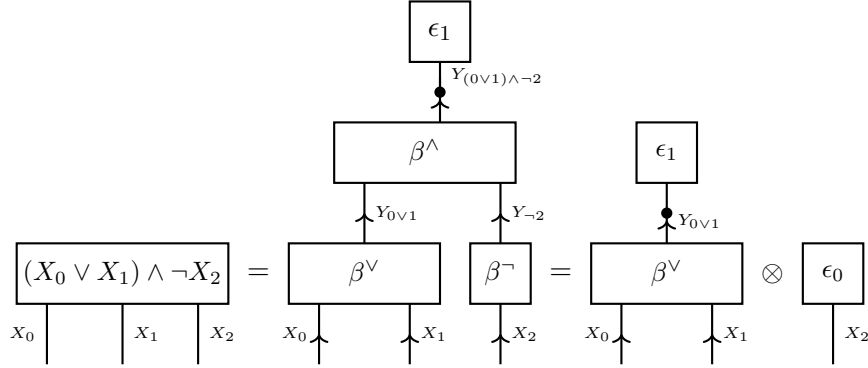 ϵ₁
Y₍₀∨₁₎∧¬₂
β^∧
ϵ₁
Y₀∨₁ Y¬₂ Y₀∨₁
(X₀ ∨ X₁) ∧ ¬X₂ = β^∨ β^¬ = β^∨ ⊗ ϵ₀
X₀ X₁ X₂ X₀ X₁ X₂ X₀ X₁ X₂